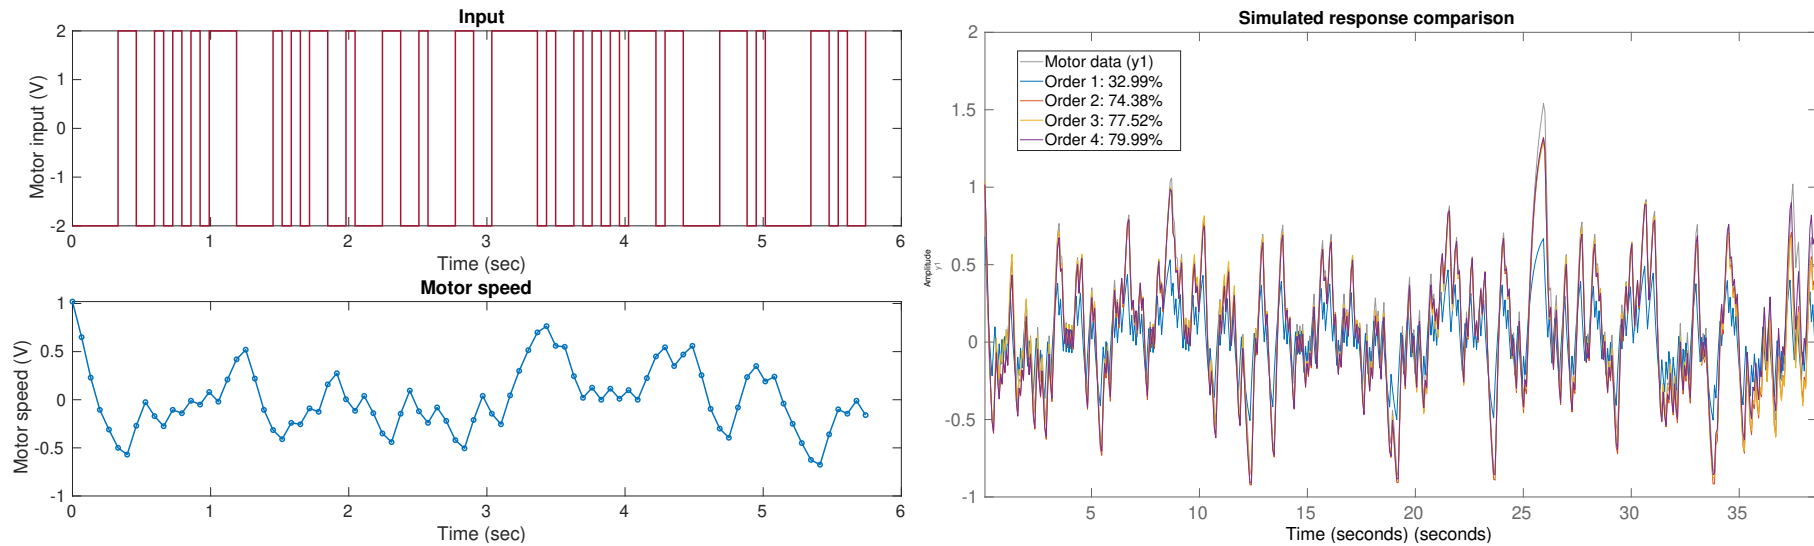 Input
Motor input (V)
2
1
0
-1
-2
0
1
2
3
4
5
6
Time (sec)
Motor speed
Motor speed (V)
1
0.5
0
-0.5
-1
0
1
2
3
4
5
6
Time (sec)
Simulated response comparison
Motor data (y1)
Order 1: 32.99%
Order 2: 74.38%
Order 3: 77.52%
Order 4: 79.99%
Amplitude
y1
2
1.5
1
0.5
0
-0.5
-1
5
10
15
20
25
30
35
Time (seconds) (seconds)